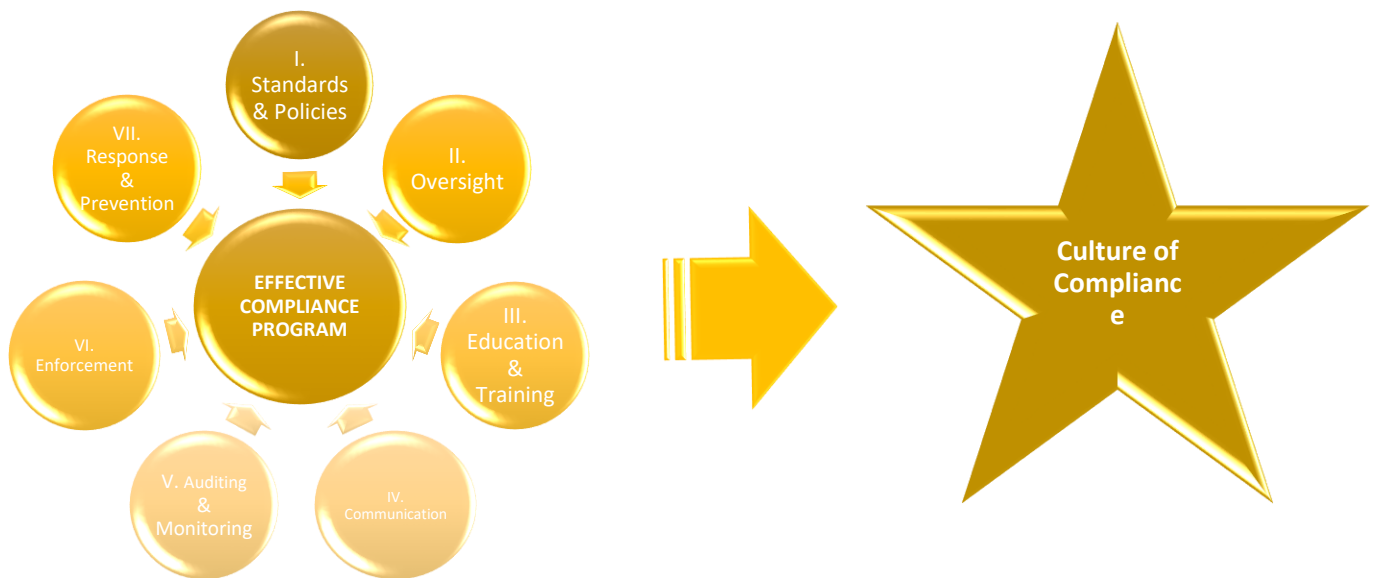 I.
Standards
& Policies
II.
Oversight
III.
Education
&
Training
IV.
Communication
V. Auditing
&
Monitoring
VI.
Enforcement
VII.
Response
&
Prevention
EFFECTIVE
COMPLIANCE
PROGRAM
Culture of
Complianc
e